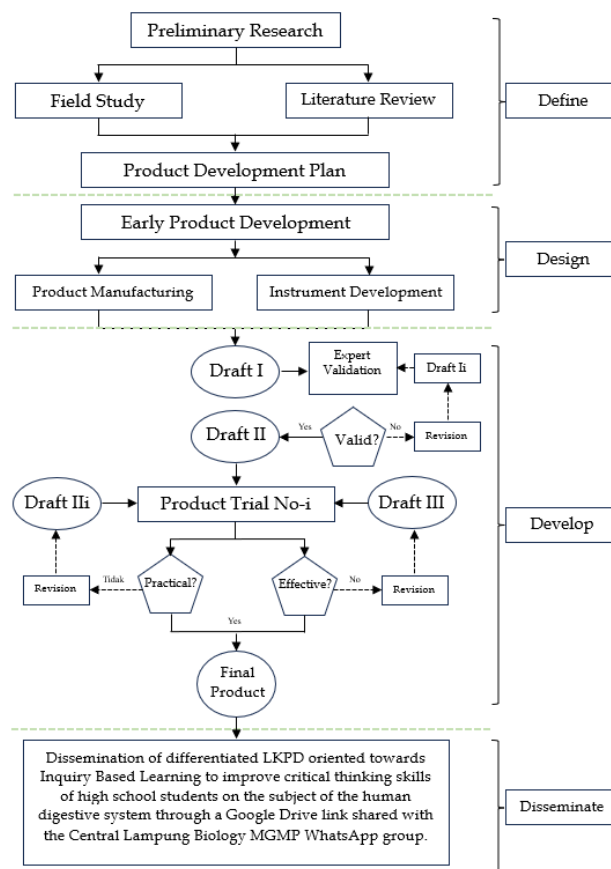 Preliminary Research
Field Study
Literature Review
Define
Product Development Plan
Early Product Development
Design
Product Manufacturing
Instrument Development
Draft I
Expert
Validation
Draft Ii
Draft II
Yes
Valid?
No
Revision
Draft IIi
Product Trial No-i
Draft III
Develop
Revision
Tidak
Practical?
Effective?
No
Revision
Yes
Final
Product
Dissemination of differentiated LKPD oriented towards
Inquiry Based Learning to improve critical thinking skills
of high school students on the subject of the human
digestive system through a Google Drive link shared with
the Central Lampung Biology MGMP WhatsApp group.
Disseminate